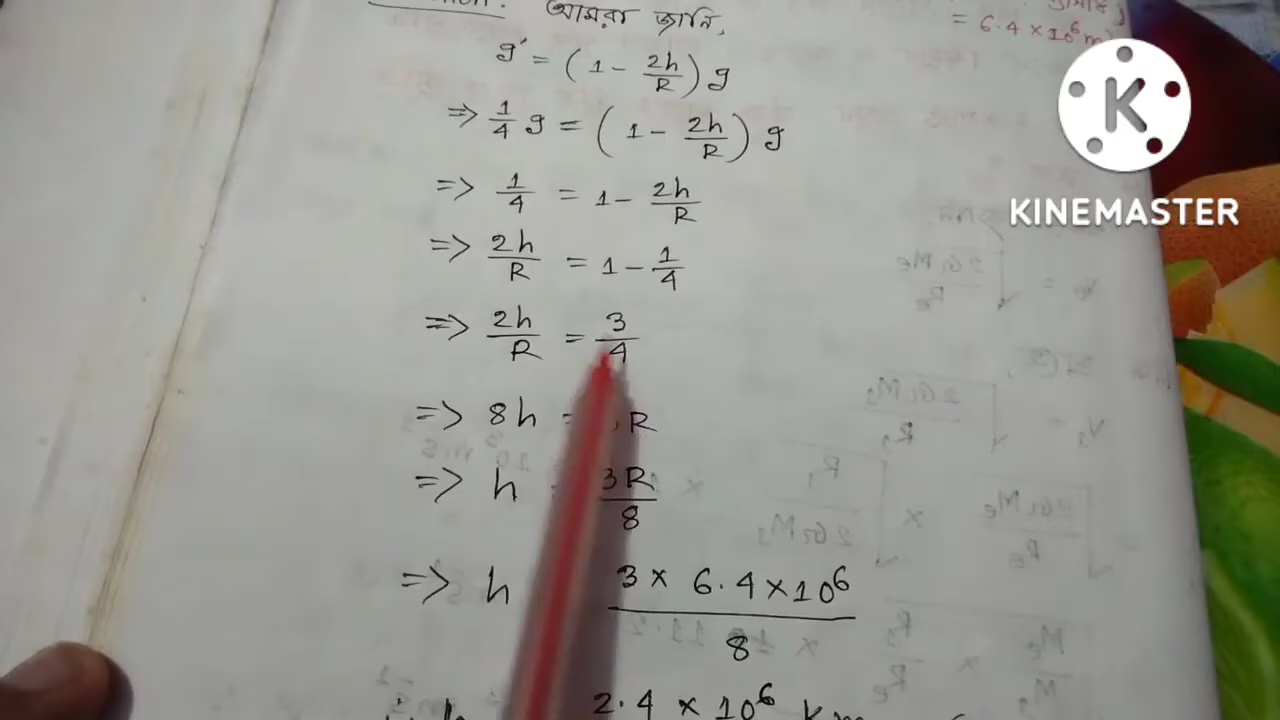 আমরা জানি,
= 6.4 × 10⁶ m
g' = (1 - 2h/R) g
=> 1/4 g = (1 - 2h/R) g
=> 1/4 = 1 - 2h/R
=> 2h/R = 1 - 1/4
=> 2h/R = 3/4
=> 8h = R
=> h 3R/8
=> h 3 × 6.4 × 10⁶ / 8
2.4 × 10⁶ Km
KINEMASTER